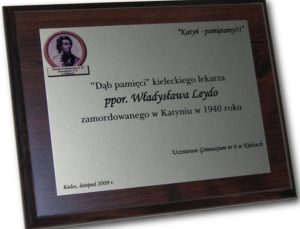 "Katyń - pamiętamy!!!"
"Dąb pamięci" kieleckiego lekarza
ppor. Władysława Leydo
zamordowanego w Katyniu w 1940 roku
Uczniowie Gimnazjum nr 6 w Kielcach
Kielce, listopad 2009 r.